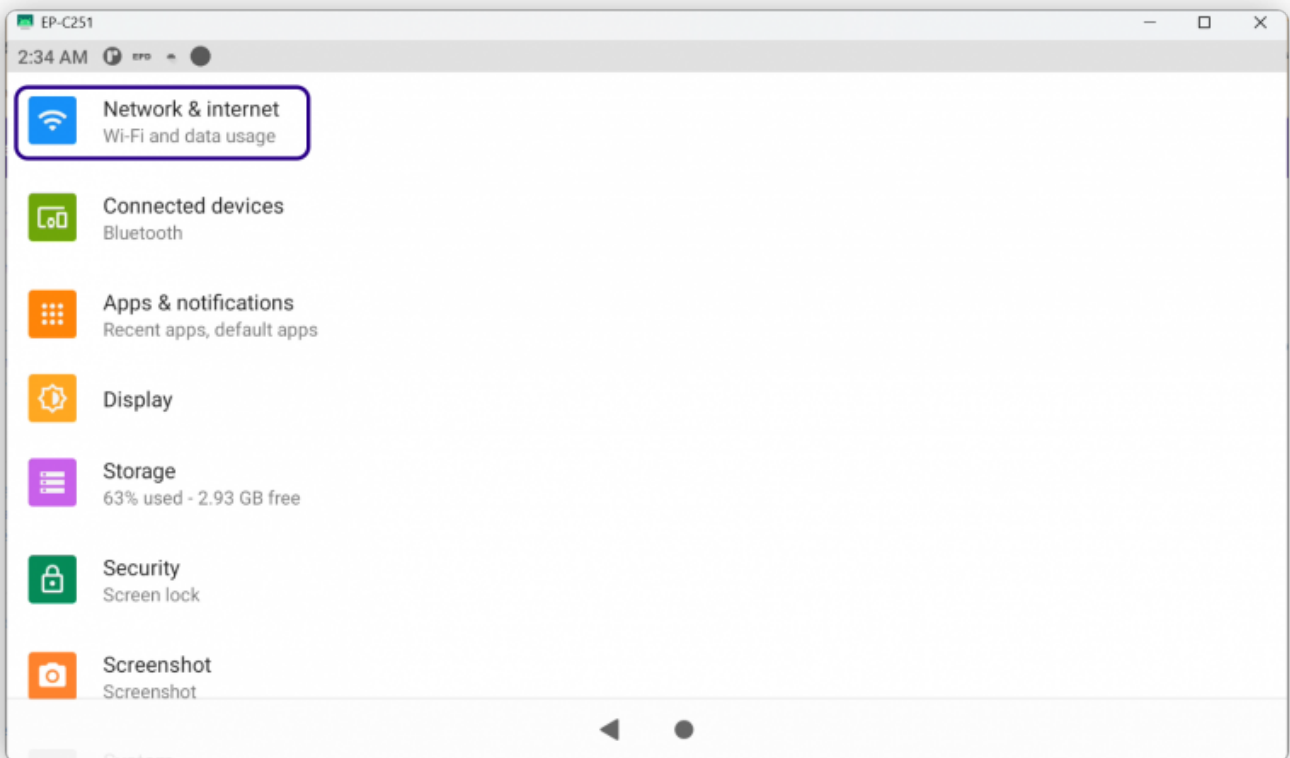 EP-C251
2:34 AM EPD
Network & internet
Wi-Fi and data usage
Connected devices
Bluetooth
Apps & notifications
Recent apps, default apps
Display
Storage
63% used - 2.93 GB free
Security
Screen lock
Screenshot
Screenshot